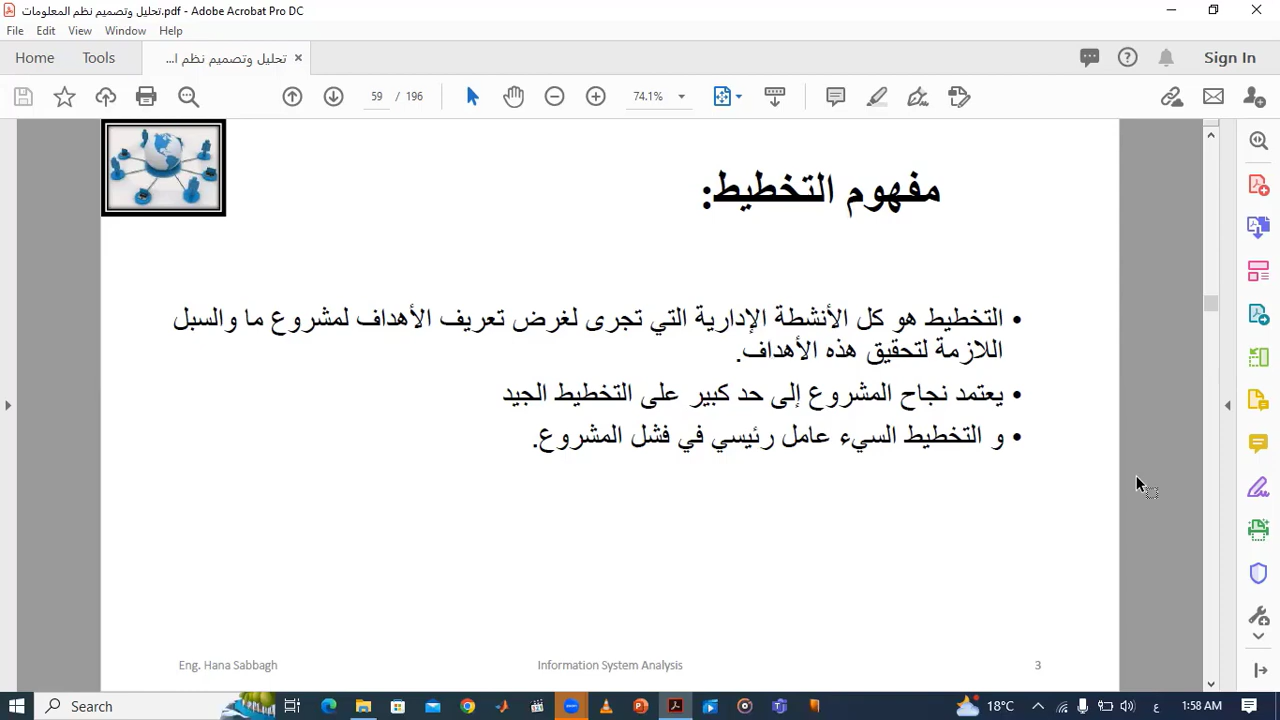 تحليل وتصميم نظم المعلومات.pdf - Adobe Acrobat Pro DC
File Edit View Window Help
Home Tools تحليل وتصميم نظم ا... Sign In
59 / 196 74.1%
مفهوم التخطيط:
• التخطيط هو كل الأنشطة الإدارية التي تجرى لغرض تعريف الأهداف لمشروع ما والسبل
اللازمة لتحقيق هذه الأهداف.
• يعتمد نجاح المشروع إلى حد كبير على التخطيط الجيد
• و التخطيط السيء عامل رئيسي في فشل المشروع.
Eng. Hana Sabbagh Information System Analysis 3
Search 18°C ع 1:58 AM